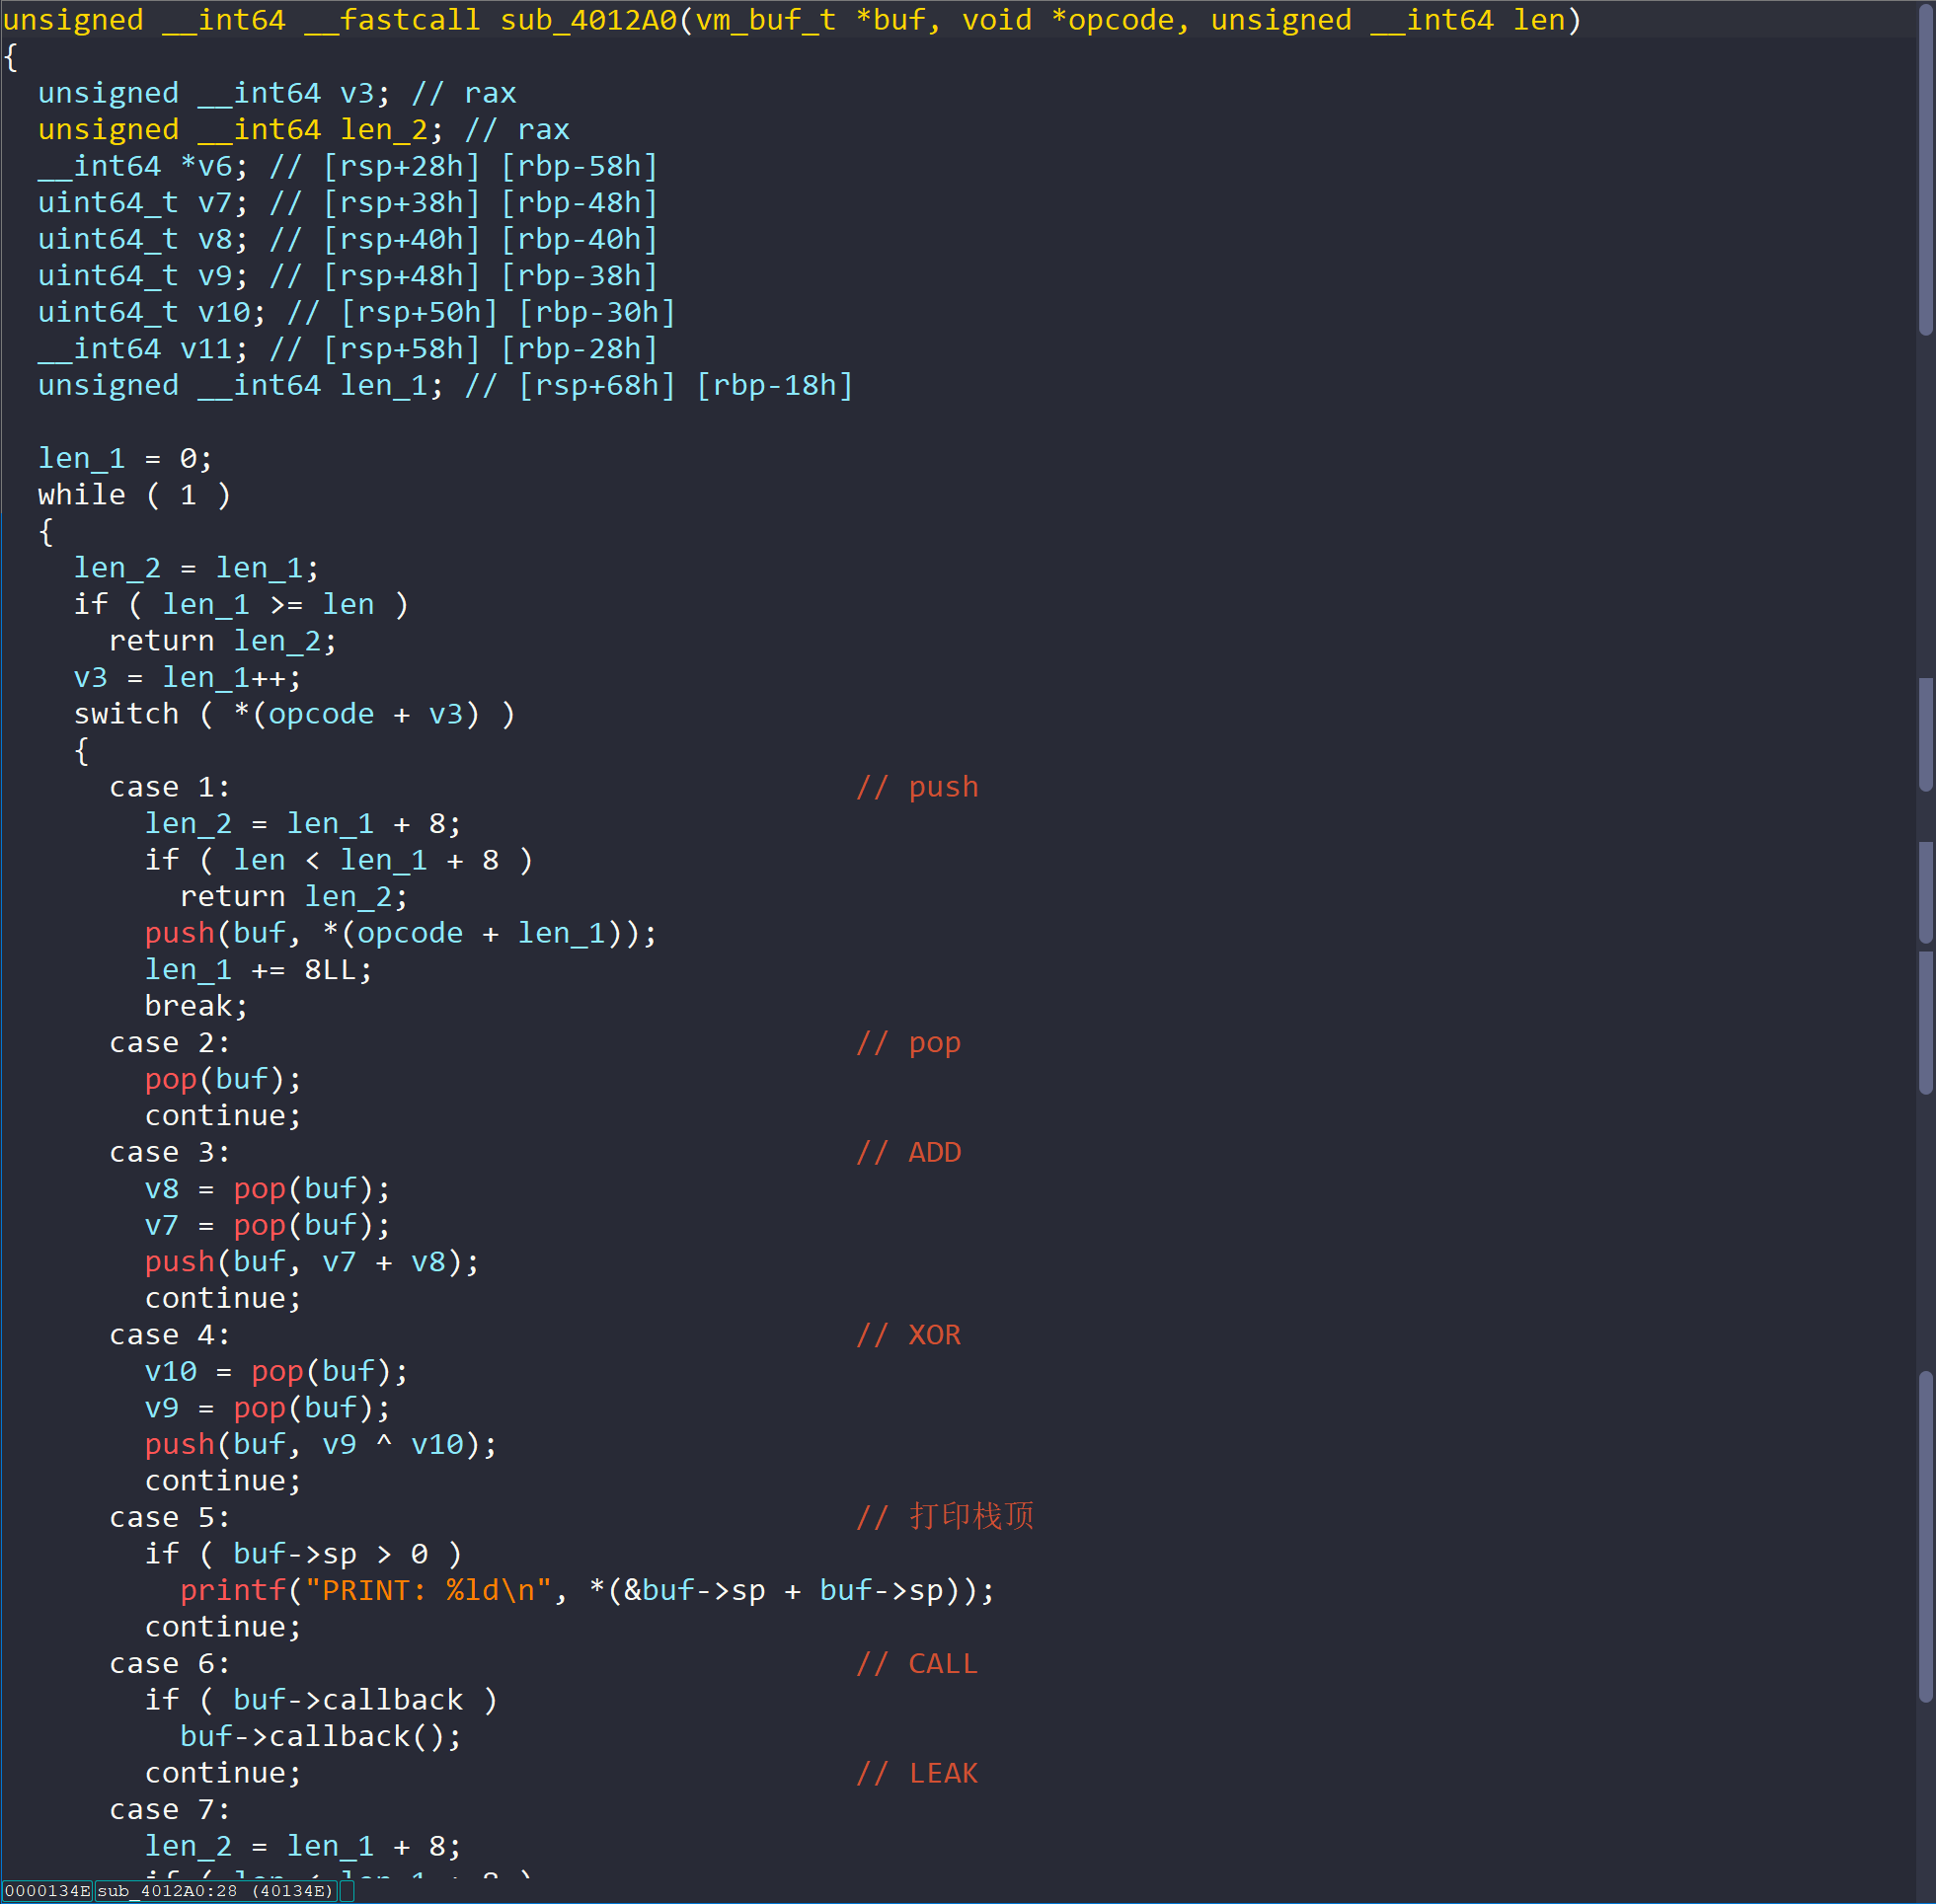 unsigned __int64 __fastcall sub_4012A0(vm_buf_t *buf, void *opcode, unsigned __int64 len)
{
  unsigned __int64 v3; // rax
  unsigned __int64 len_2; // rax
  __int64 *v6; // [rsp+28h] [rbp-58h]
  uint64_t v7; // [rsp+38h] [rbp-48h]
  uint64_t v8; // [rsp+40h] [rbp-40h]
  uint64_t v9; // [rsp+48h] [rbp-38h]
  uint64_t v10; // [rsp+50h] [rbp-30h]
  __int64 v11; // [rsp+58h] [rbp-28h]
  unsigned __int64 len_1; // [rsp+68h] [rbp-18h]

  len_1 = 0;
  while ( 1 )
  {
    len_2 = len_1;
    if ( len_1 >= len )
      return len_2;
    v3 = len_1++;
    switch ( *(opcode + v3) )
    {
      case 1:                                   // push
        len_2 = len_1 + 8;
        if ( len < len_1 + 8 )
          return len_2;
        push(buf, *(opcode + len_1));
        len_1 += 8LL;
        break;
      case 2:                                   // pop
        pop(buf);
        continue;
      case 3:                                   // ADD
        v8 = pop(buf);
        v7 = pop(buf);
        push(buf, v7 + v8);
        continue;
      case 4:                                   // XOR
        v10 = pop(buf);
        v9 = pop(buf);
        push(buf, v9 ^ v10);
        continue;
      case 5:                                   // 打印栈顶
        if ( buf->sp > 0 )
          printf("PRINT: %ld\n", *(&buf->sp + buf->sp));
        continue;
      case 6:                                   // CALL
        if ( buf->callback )
          buf->callback();
        continue;                               // LEAK
      case 7:
        len_2 = len_1 + 8;
        if ( len < len_1 + 8 )
0000134E sub_4012A0:28 (40134E)